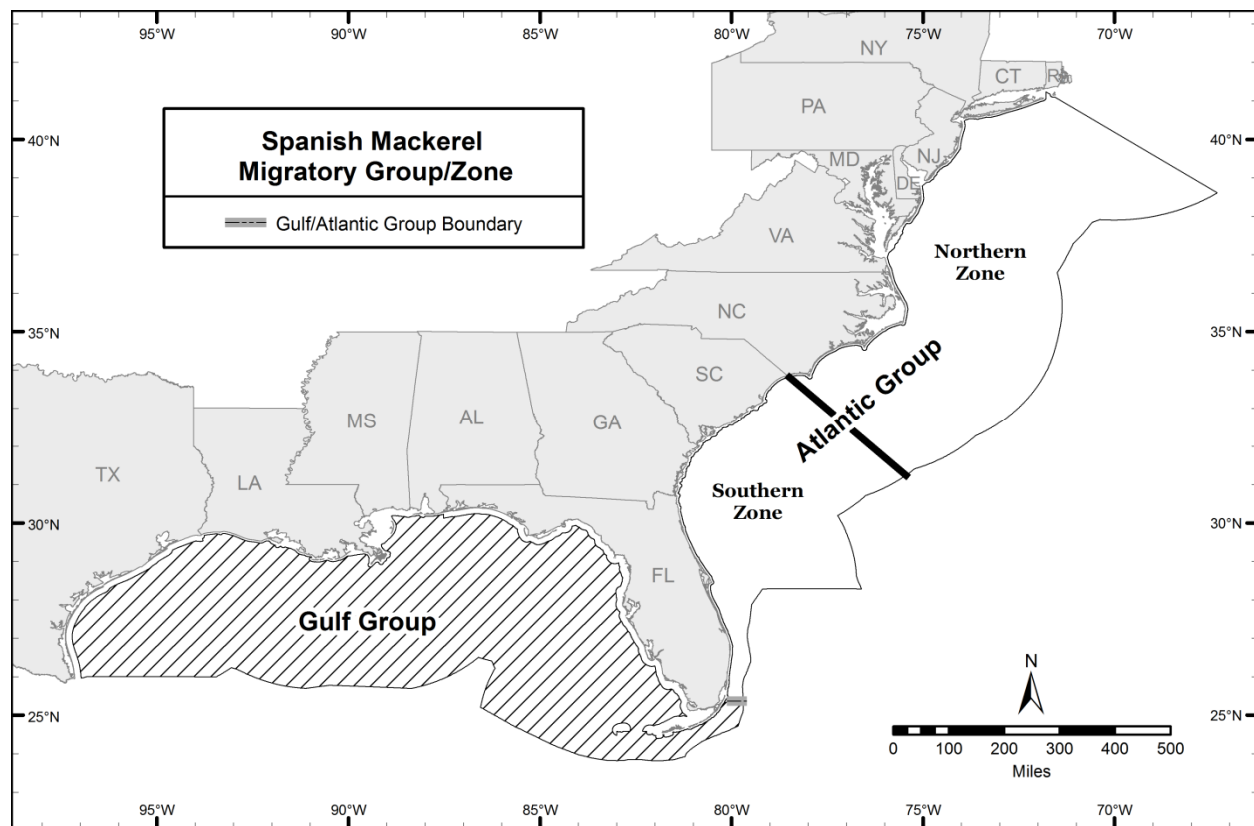 95°W 90°W 85°W 80°W 75°W 70°W
NY
CT
PA
40°N 40°N
Spanish Mackerel
Migratory Group/Zone
Gulf/Atlantic Group Boundary
MD
NJ
DE
VA
Northern
Zone
NC
35°N 35°N
SC
Atlantic Group
MS
AL
GA
TX
LA
Southern
Zone
30°N 30°N
FL
Gulf Group
N
25°N 25°N
0 100 200 300 400 500
Miles
95°W 90°W 85°W 80°W 75°W 70°W